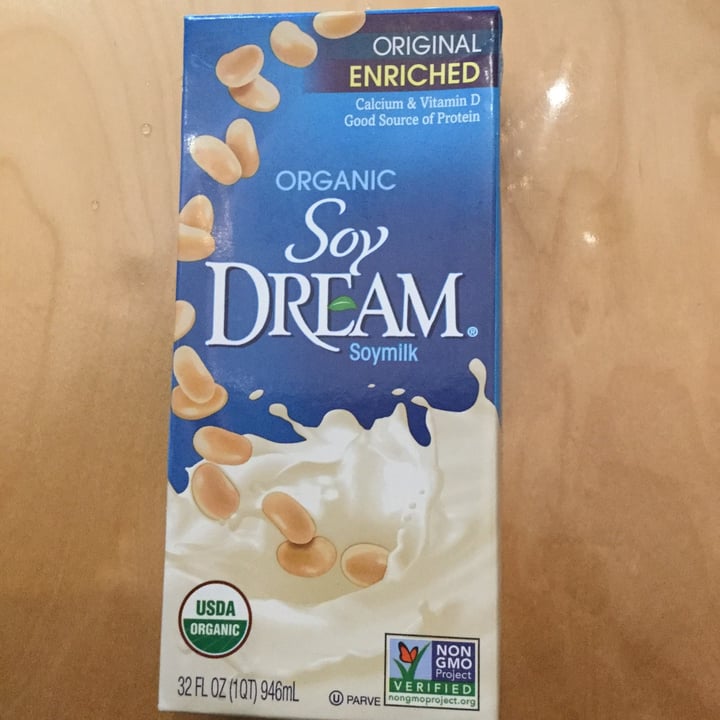 ORIGINAL
ENRICHED
Calcium & Vitamin D
Good Source of Protein
ORGANIC
Soy
DREAM®
Soymilk
USDA
ORGANIC
NON
GMO
Project
VERIFIED
nongmoproject.org
32 FL OZ (1QT) 946mL
U PARVE